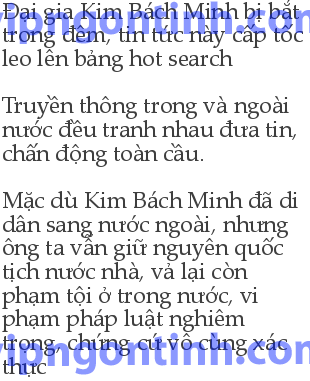 Đại gia Kim Bách Minh bị bắt
trong đêm, tin tức này cấp tốc
leo lên bảng hot search
Truyền thông trong và ngoài
nước đều tranh nhau đưa tin,
chấn động toàn cầu.
Mặc dù Kim Bách Minh đã di
dân sang nước ngoài, nhưng
ông ta vẫn giữ nguyên quốc
tịch nước nhà, vả lại còn
phạm tội ở trong nước, vi
phạm pháp luật nghiêm
trọng, chứng cứ vô cùng xác
thực